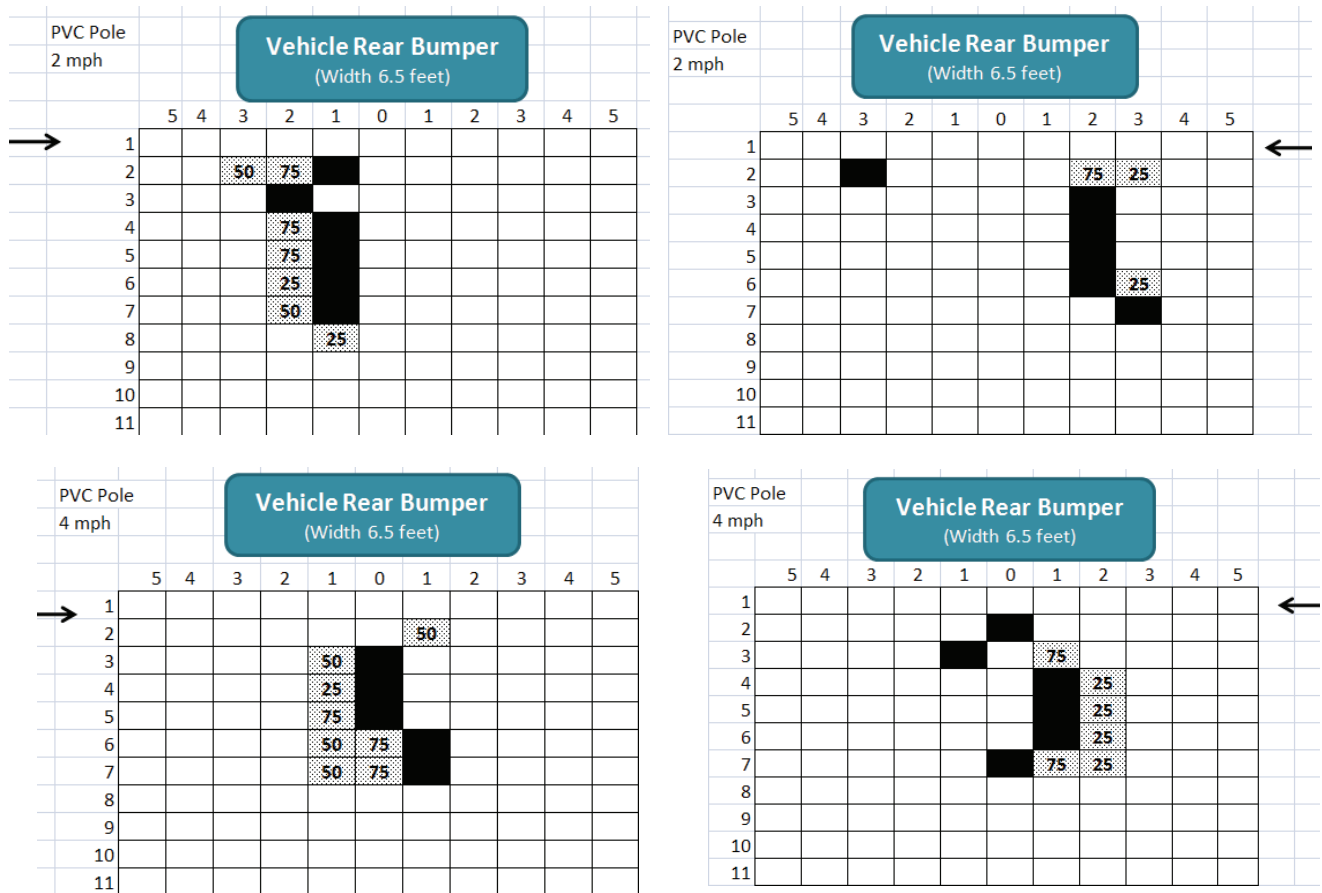 PVC Pole
2 mph
Vehicle Rear Bumper
(Width 6.5 feet)
5 4 3 2 1 0 1 2 3 4 5
1
2 50 75
3
4 75
5 75
6 25
7 50
8 25
9
10
11
PVC Pole
2 mph
Vehicle Rear Bumper
(Width 6.5 feet)
5 4 3 2 1 0 1 2 3 4 5
1
2 75 25
3
4
5
6 25
7
8
9
10
11
PVC Pole
4 mph
Vehicle Rear Bumper
(Width 6.5 feet)
5 4 3 2 1 0 1 2 3 4 5
1
2 50
3 50
4 25
5 75
6 50 75
7 50 75
8
9
10
11
PVC Pole
4 mph
Vehicle Rear Bumper
(Width 6.5 feet)
5 4 3 2 1 0 1 2 3 4 5
1
2
3 75
4 25
5 25
6 25
7 75 25
8
9
10
11